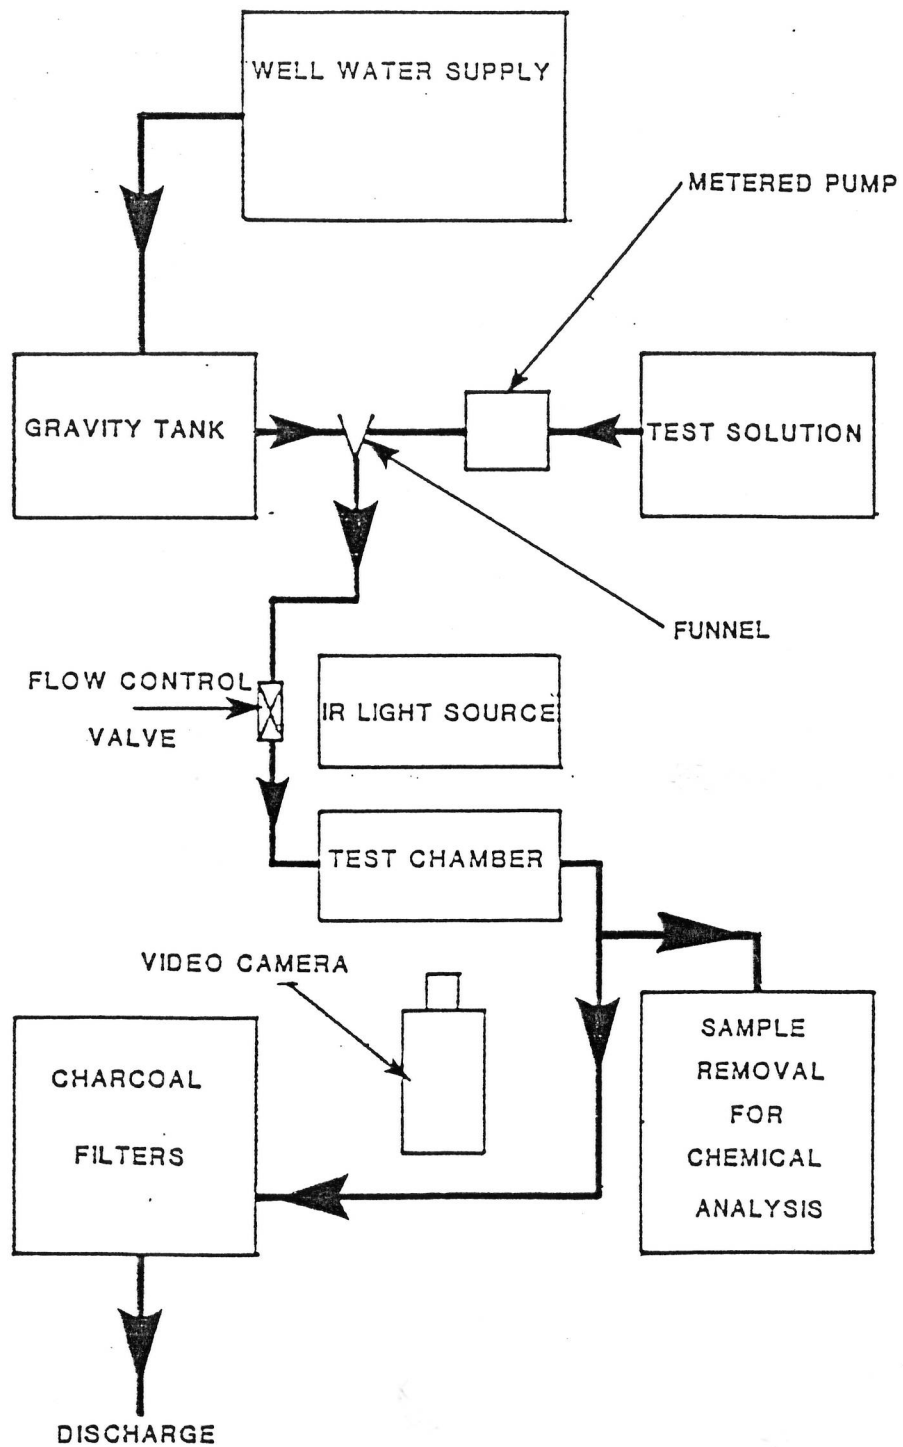 WELL WATER SUPPLY
METERED PUMP
GRAVITY TANK
TEST SOLUTION
FUNNEL
FLOW CONTROL
VALVE
IR LIGHT SOURCE
TEST CHAMBER
VIDEO CAMERA
CHARCOAL
FILTERS
SAMPLE
REMOVAL
FOR
CHEMICAL
ANALYSIS
DISCHARGE